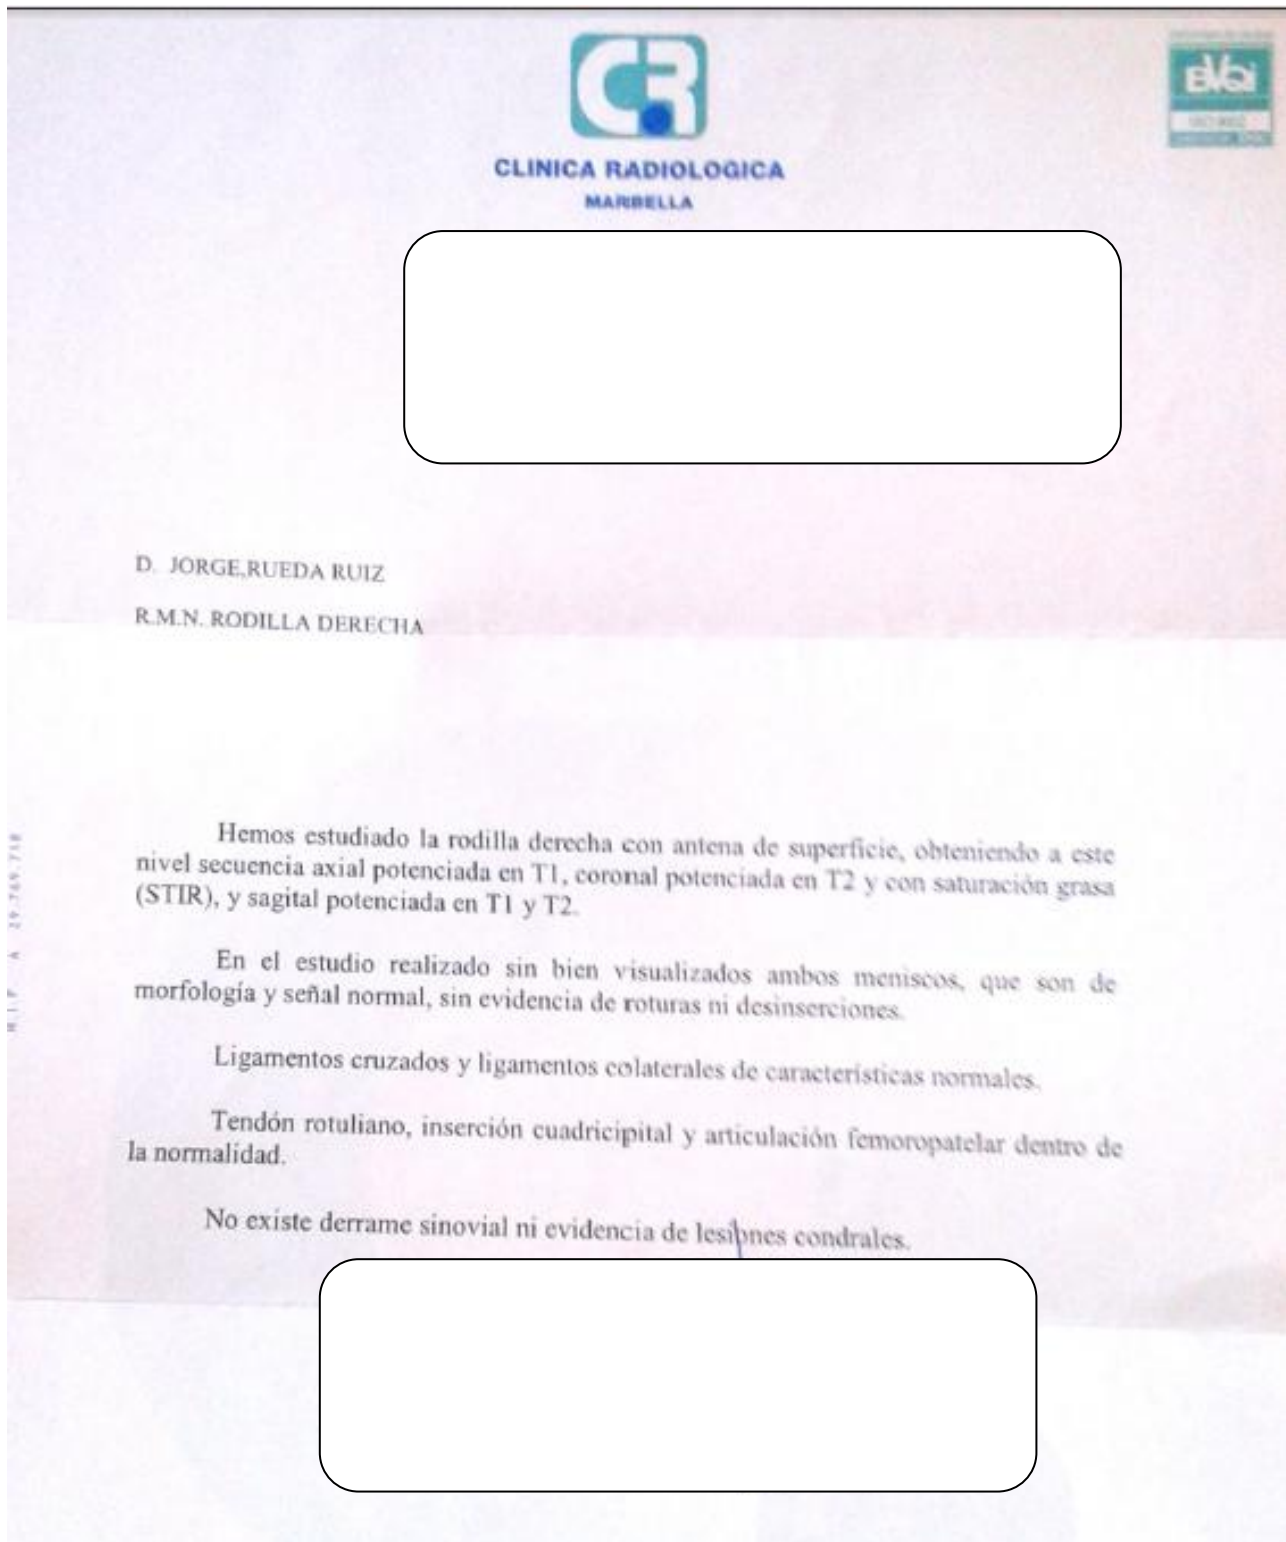 CR
CLINICA RADIOLOGICA
MARBELLA
BVQi
D. JORGE,RUEDA RUIZ
R.M.N. RODILLA DERECHA
Hemos estudiado la rodilla derecha con antena de superficie, obteniendo a este
nivel secuencia axial potenciada en T1, coronal potenciada en T2 y con saturación grasa
(STIR), y sagital potenciada en T1 y T2.
En el estudio realizado sin bien visualizados ambos meniscos, que son de
morfología y señal normal, sin evidencia de roturas ni desinserciones.
Ligamentos cruzados y ligamentos colaterales de características normales.
Tendón rotuliano, inserción cuadricipital y articulación femoropatelar dentro de
la normalidad.
No existe derrame sinovial ni evidencia de lesiones condrales.